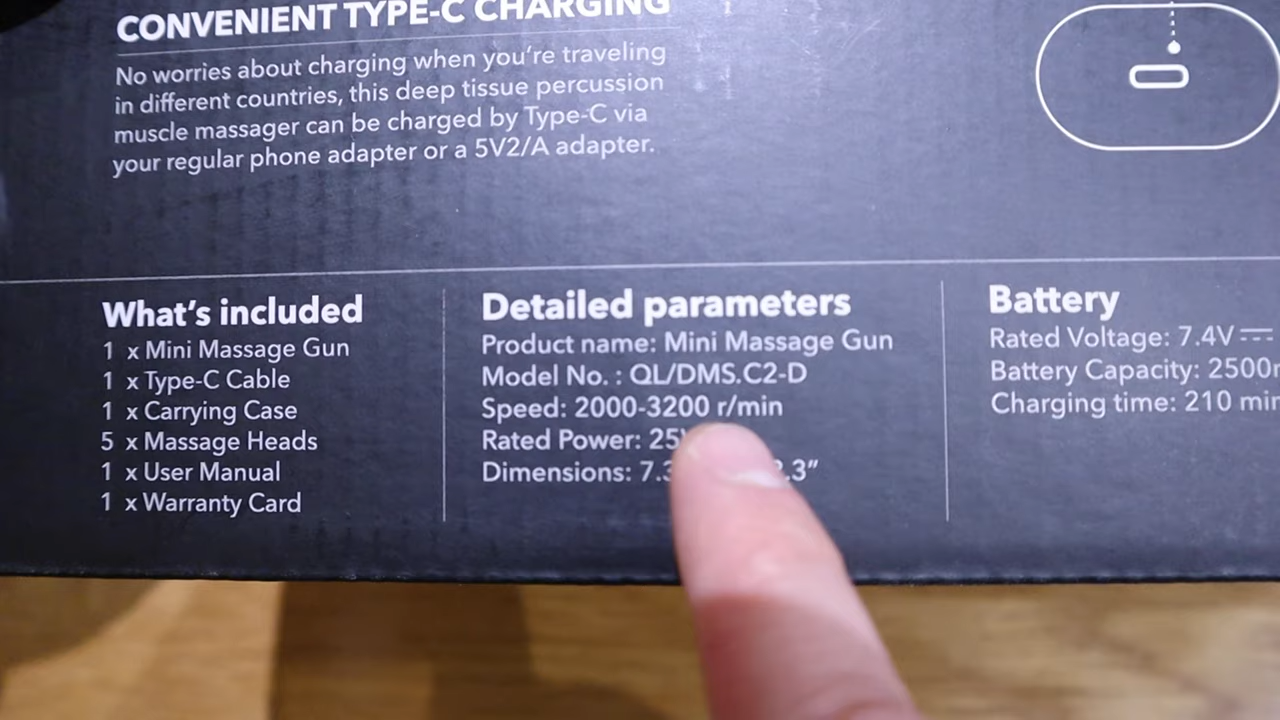 CONVENIENT TYPE-C CHARGING
No worries about charging when you're traveling
in different countries, this deep tissue percussion
muscle massager can be charged by Type-C via
your regular phone adapter or a 5V2/A adapter.
What's included
1 x Mini Massage Gun
1 x Type-C Cable
1 x Carrying Case
5 x Massage Heads
1 x User Manual
1 x Warranty Card
Detailed parameters
Product name: Mini Massage Gun
Model No. : QL/DMS.C2-D
Speed: 2000-3200 r/min
Rated Power: 25
Dimensions:
Battery
Rated Voltage: 7.4V
Battery Capacity: 2500
Charging time: 210 min